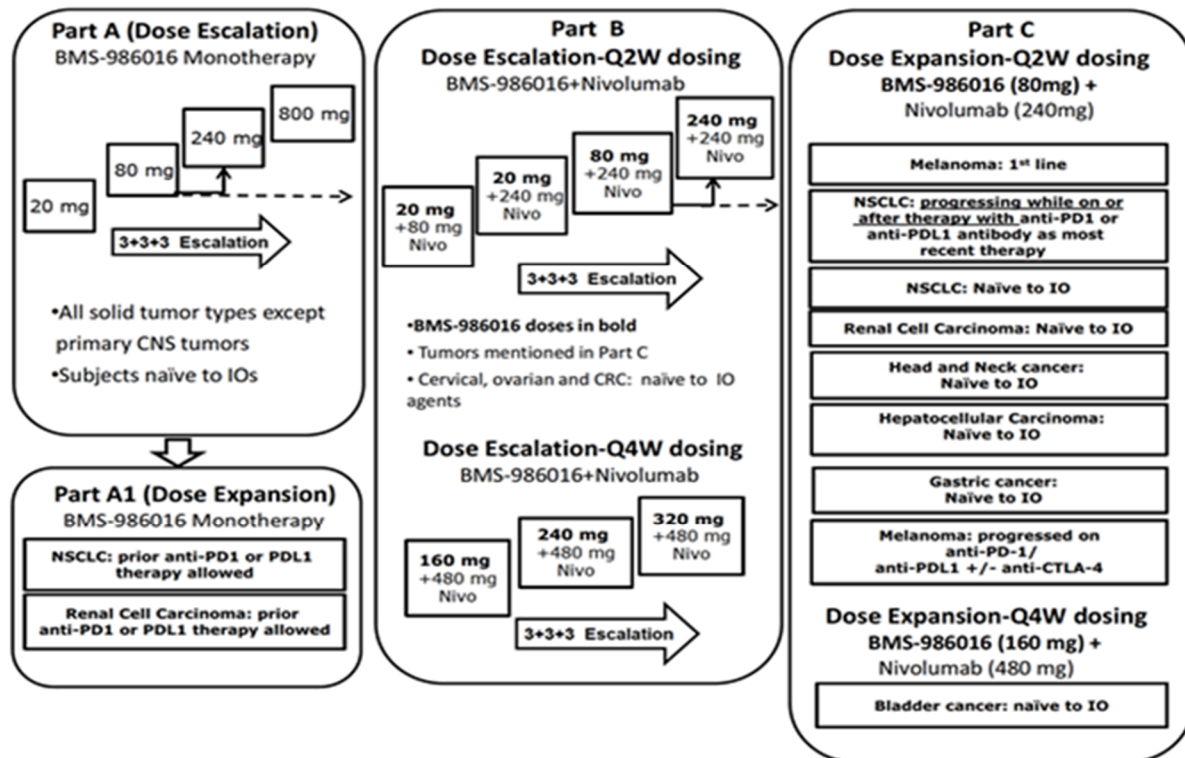 Part A (Dose Escalation)
BMS-986016 Monotherapy
800 mg
240 mg
80 mg
20 mg
3+3+3 Escalation
•All solid tumor types except
primary CNS tumors
•Subjects naïve to IOs
Part A1 (Dose Expansion)
BMS-986016 Monotherapy
NSCLC: prior anti-PD1 or PDL1
therapy allowed
Renal Cell Carcinoma: prior
anti-PD1 or PDL1 therapy allowed
Part B
Dose Escalation-Q2W dosing
BMS-986016+Nivolumab
240 mg
+240 mg
Nivo
80 mg
+240 mg
Nivo
20 mg
+240 mg
Nivo
20 mg
+80 mg
Nivo
3+3+3 Escalation
•BMS-986016 doses in bold
• Tumors mentioned in Part C
• Cervical, ovarian and CRC: naïve to IO
agents
Dose Escalation-Q4W dosing
BMS-986016+Nivolumab
320 mg
+480 mg
Nivo
240 mg
+480 mg
Nivo
160 mg
+480 mg
Nivo
3+3+3 Escalation
Part C
Dose Expansion-Q2W dosing
BMS-986016 (80mg) +
Nivolumab (240mg)
Melanoma: 1st line
NSCLC: progressing while on or
after therapy with anti-PD1 or
anti-PDL1 antibody as most
recent therapy
NSCLC: Naïve to IO
Renal Cell Carcinoma: Naïve to IO
Head and Neck cancer:
Naïve to IO
Hepatocellular Carcinoma:
Naïve to IO
Gastric cancer:
Naïve to IO
Melanoma: progressed on
anti-PD-1/
anti-PDL1 +/- anti-CTLA-4
Dose Expansion-Q4W dosing
BMS-986016 (160 mg) +
Nivolumab (480 mg)
Bladder cancer: naïve to IO